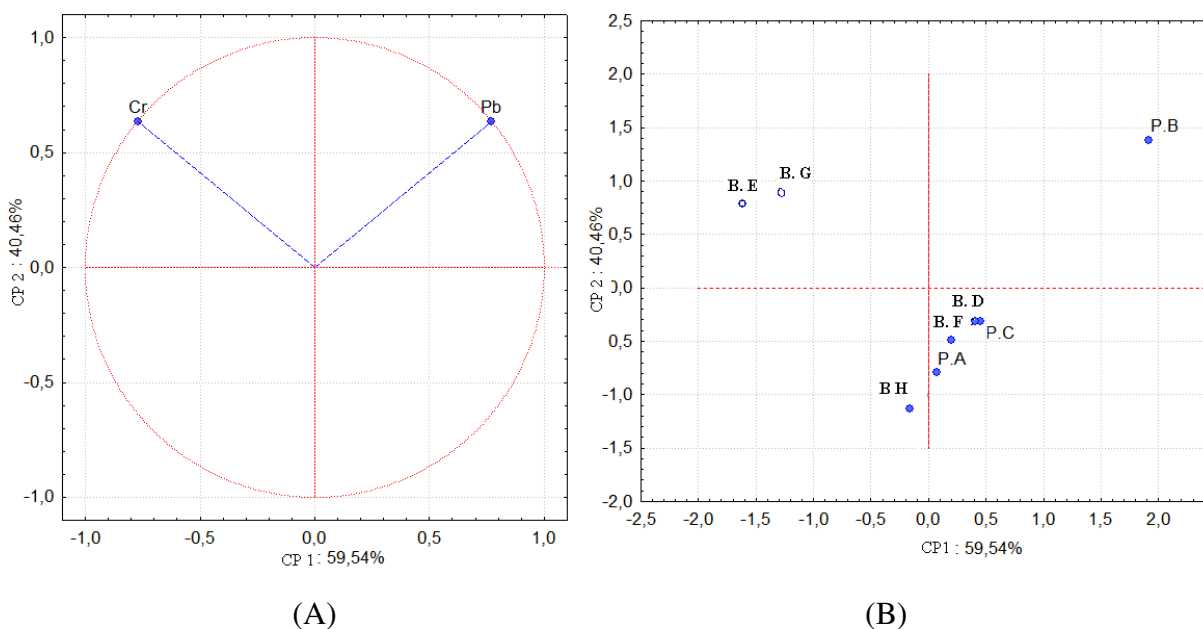 1,0
0,5
0,0
-0,5
-1,0
CP 2 : 40,46%
Cr
Pb
-1,0 -0,5 0,0 0,5 1,0
CP 1 : 59,54%
(A)
2,5
2,0
1,5
1,0
0,5
0,0
0,5
-1,0
-1,5
-2,0
CP 2 : 40,46%
P.B
B. E
B. G
B. D
B. F
P.C
P.A
B H
-2,5 -2,0 -1,5 -1,0 -0,5 0,0 0,5 1,0 1,5 2,0
CP1 : 59,54%
(B)